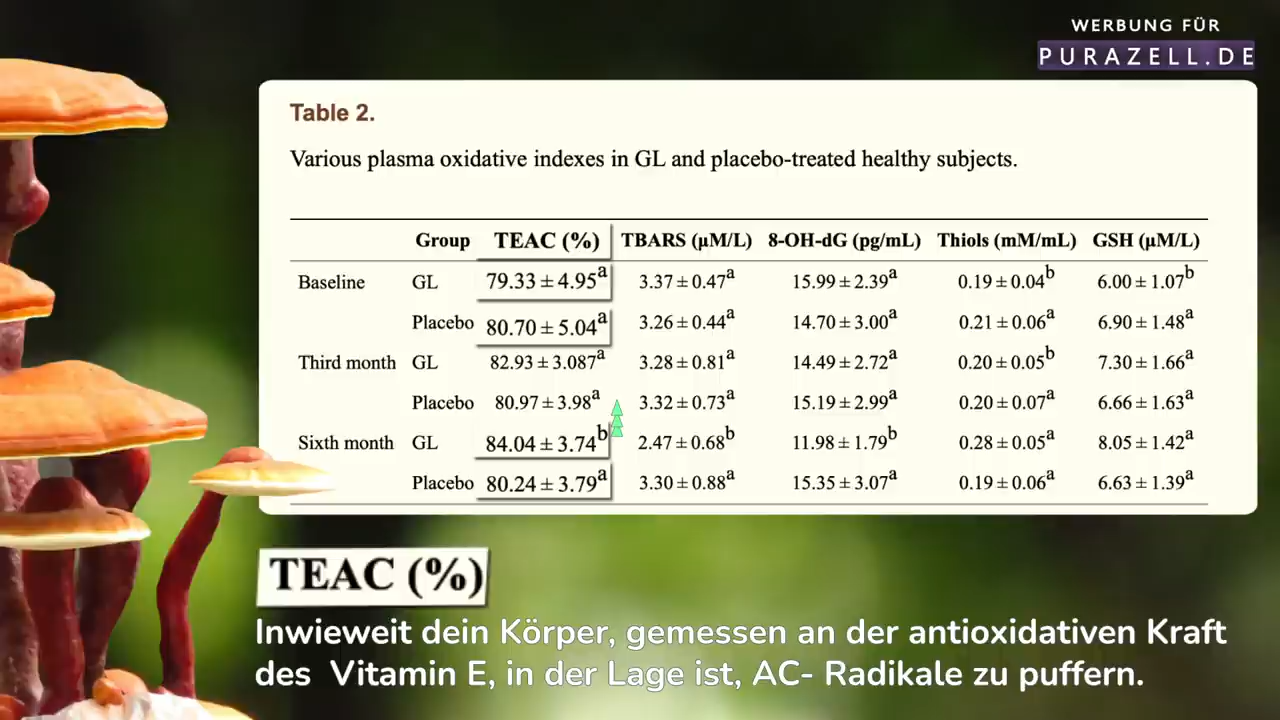 WERBUNG FÜR
PURAZELL.DE
Table 2.
Various plasma oxidative indexes in GL and placebo-treated healthy subjects.
Group TEAC (%) TBARS (µM/L) 8-OH-dG (pg/mL) Thiols (mM/mL) GSH (µM/L)
Baseline GL 79.33 ± 4.95a 3.37 ± 0.47a 15.99 ± 2.39a 0.19 ± 0.04b 6.00 ± 1.07b
Placebo 80.70 ± 5.04a 3.26 ± 0.44a 14.70 ± 3.00a 0.21 ± 0.06a 6.90 ± 1.48a
Third month GL 82.93 ± 3.087a 3.28 ± 0.81a 14.49 ± 2.72a 0.20 ± 0.05b 7.30 ± 1.66a
Placebo 80.97 ± 3.98a 3.32 ± 0.73a 15.19 ± 2.99a 0.20 ± 0.07a 6.66 ± 1.63a
Sixth month GL 84.04 ± 3.74b 2.47 ± 0.68b 11.98 ± 1.79b 0.28 ± 0.05a 8.05 ± 1.42a
Placebo 80.24 ± 3.79a 3.30 ± 0.88a 15.35 ± 3.07a 0.19 ± 0.06a 6.63 ± 1.39a
TEAC (%)
Inwieweit dein Körper, gemessen an der antioxidativen Kraft
des Vitamin E, in der Lage ist, AC- Radikale zu puffern.